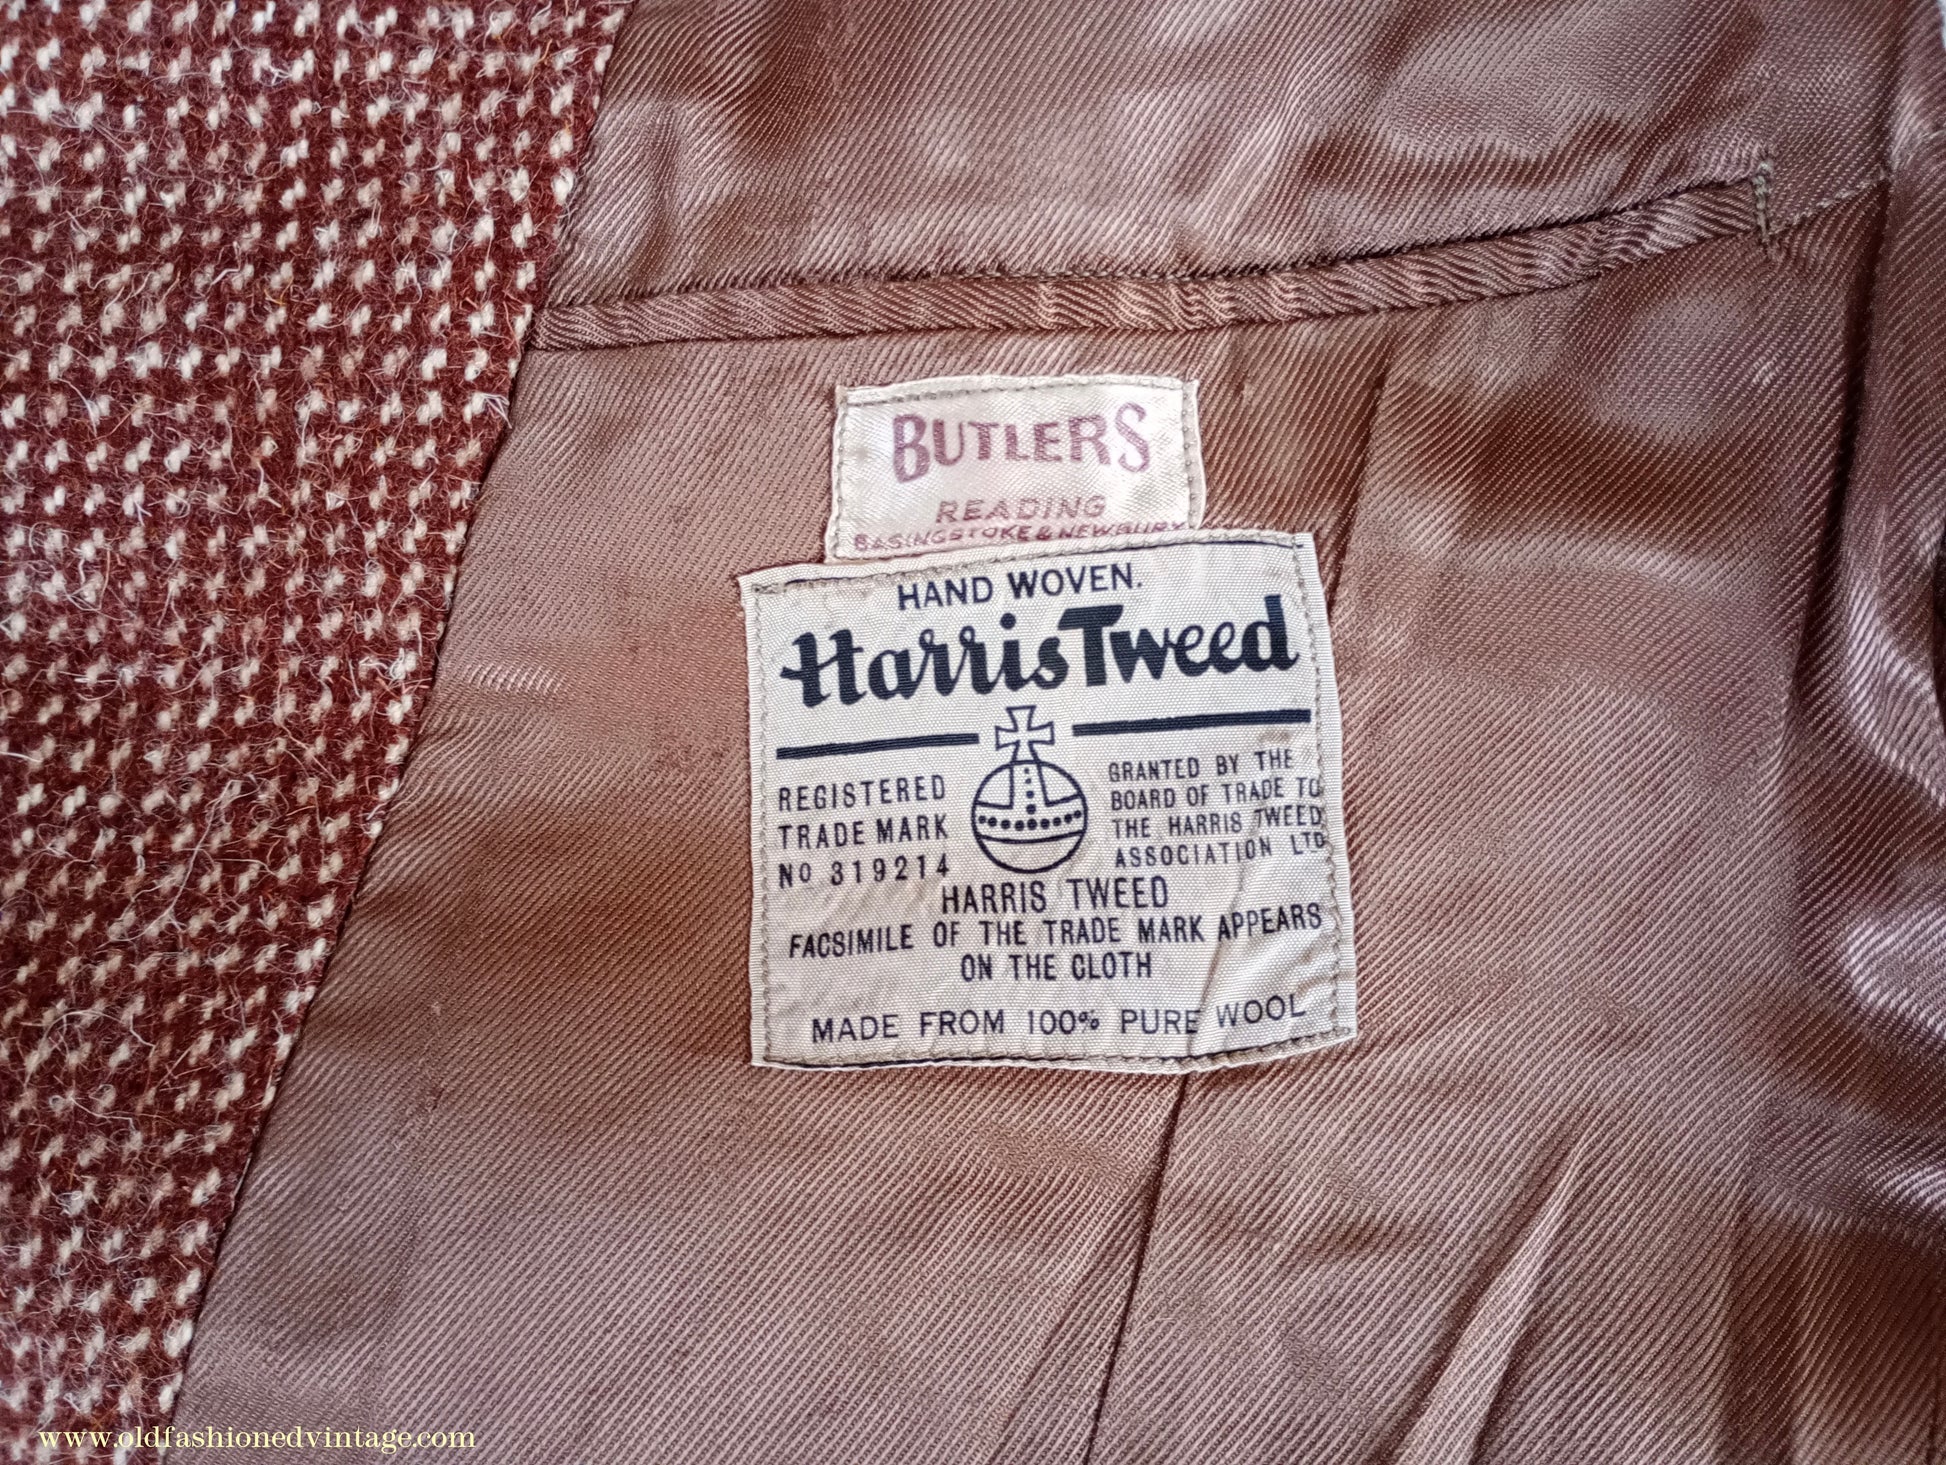 BUTLERS
READING
BASINGSTOKE & NEWBURY
HAND WOVEN.
Harris Tweed
REGISTERED
TRADE MARK
No 319214
GRANTED BY THE
BOARD OF TRADE TO
THE HARRIS TWEED
ASSOCIATION LTD
HARRIS TWEED
FACSIMILE OF THE TRADE MARK APPEARS
ON THE CLOTH
MADE FROM 100% PURE WOOL
www.oldfashionedvintage.com